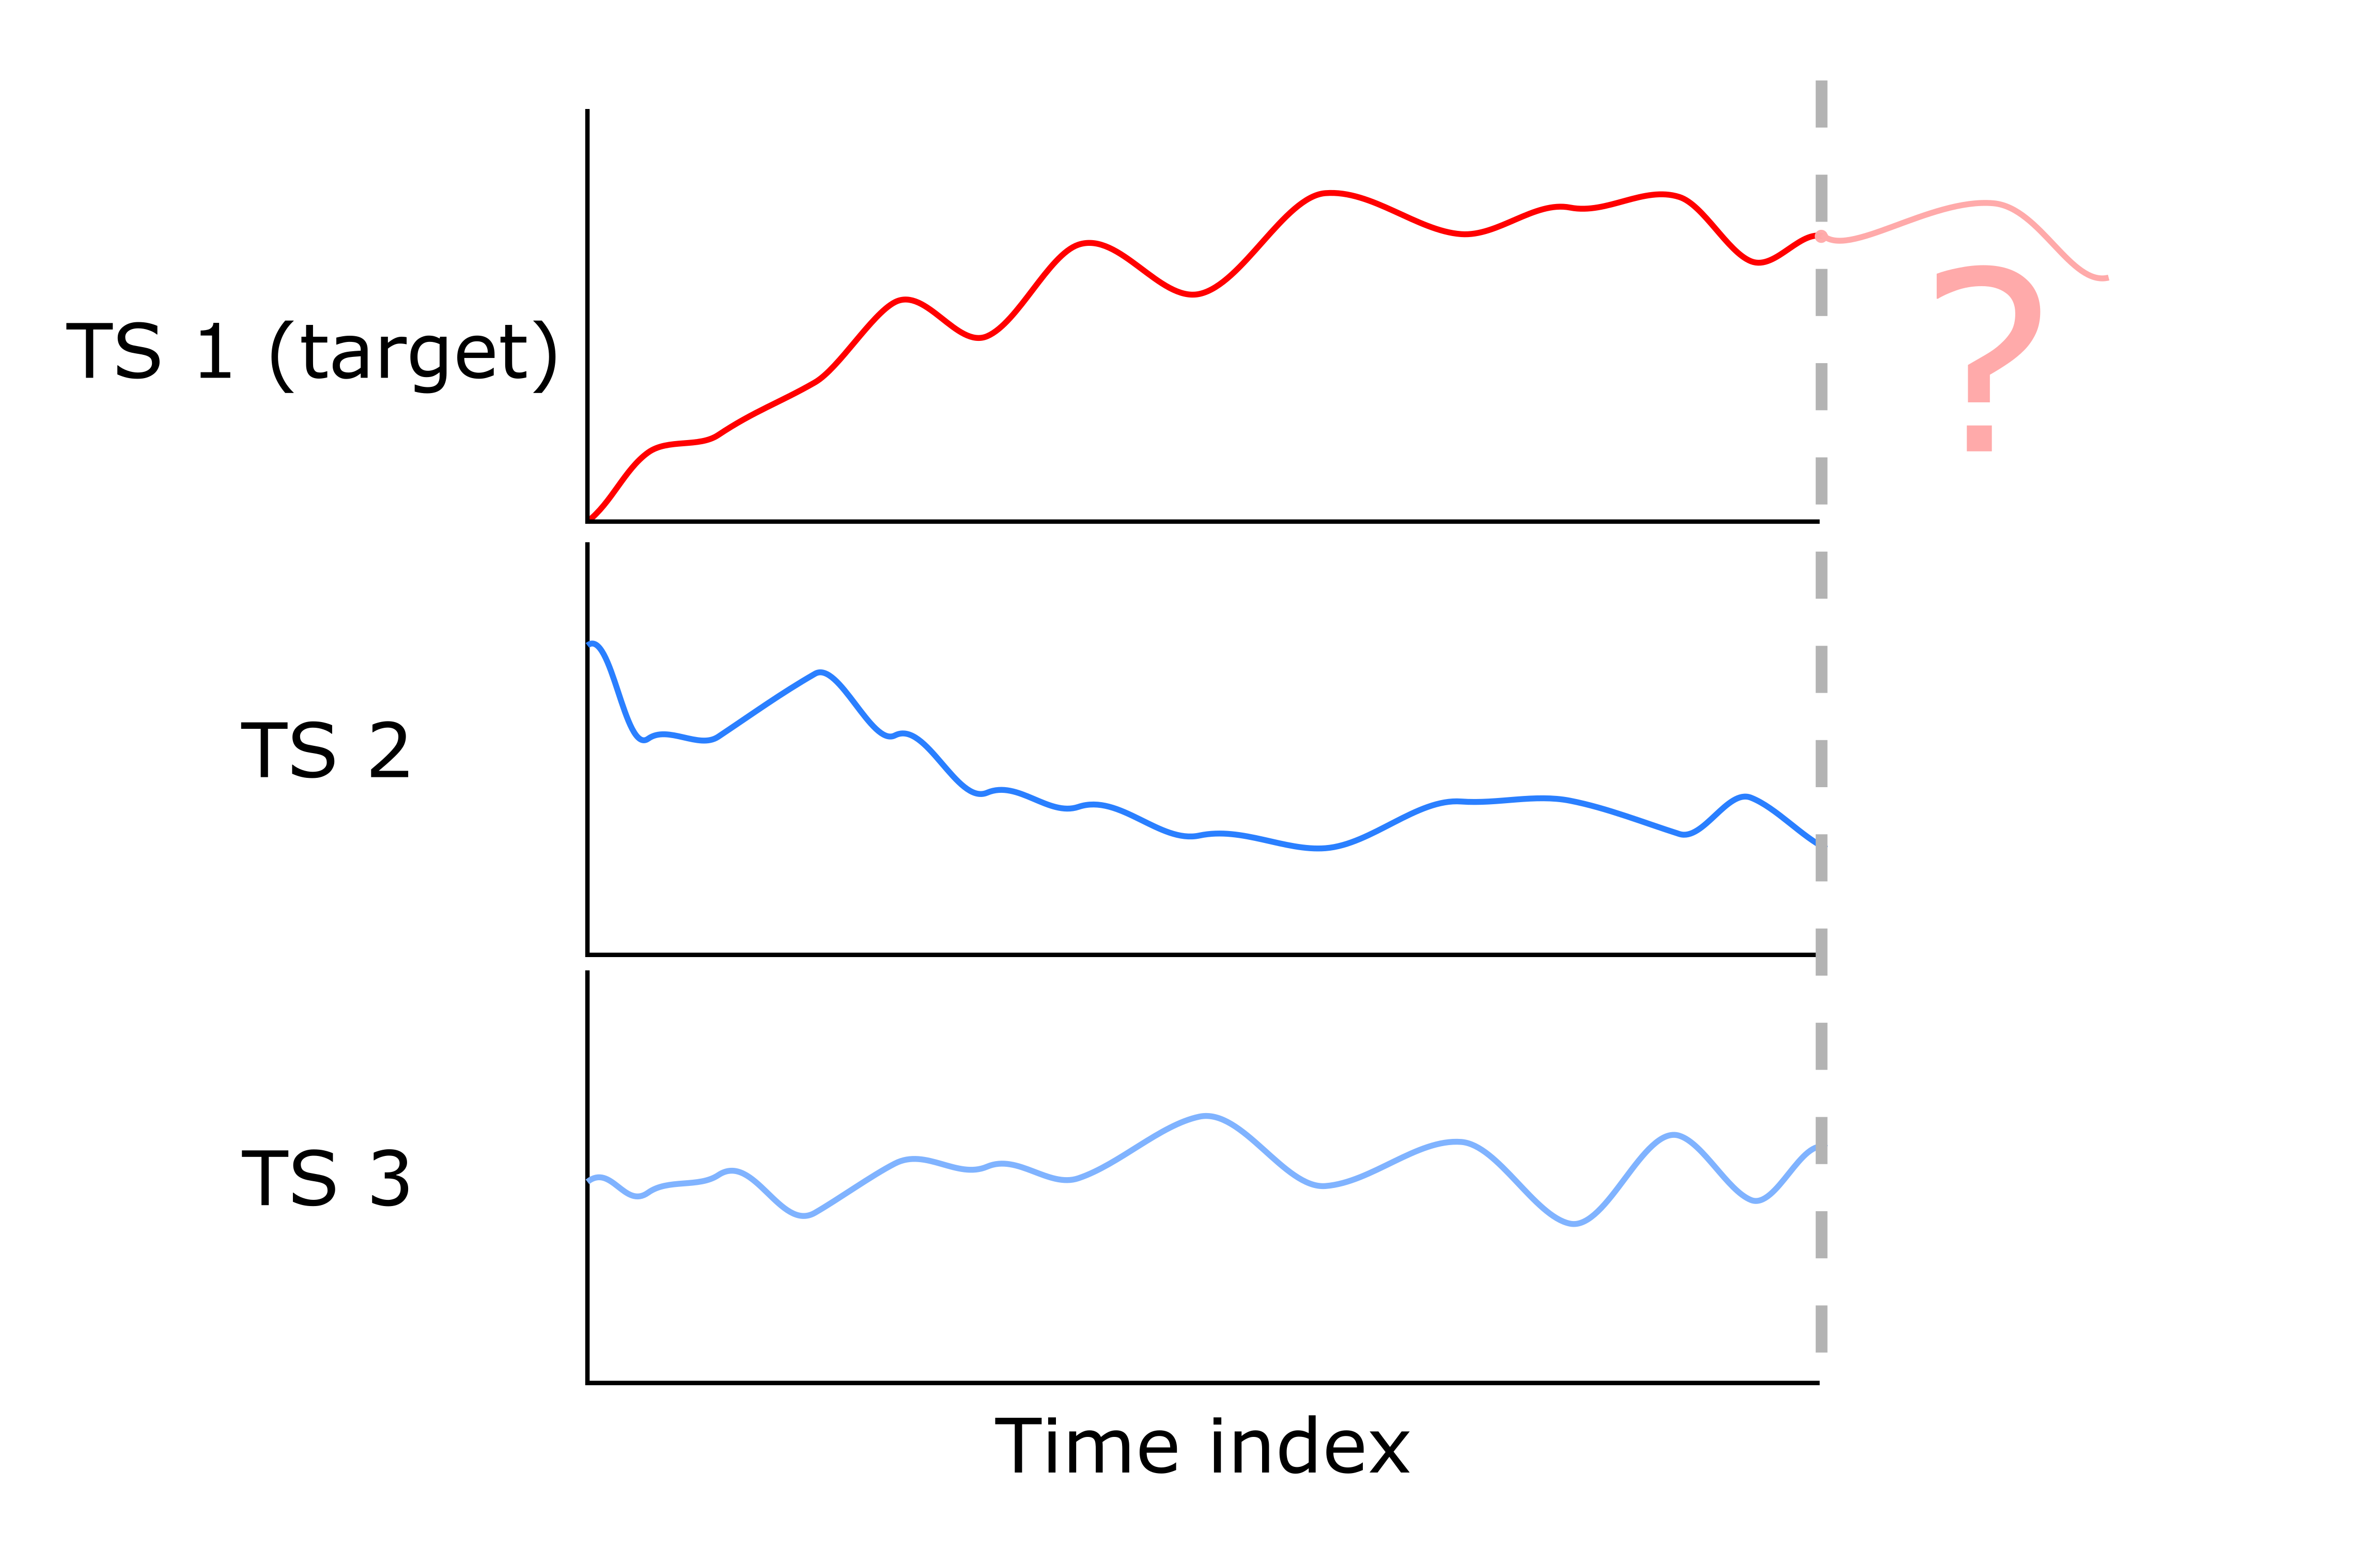 TS 1 (target)
?
TS 2
TS 3
Time index